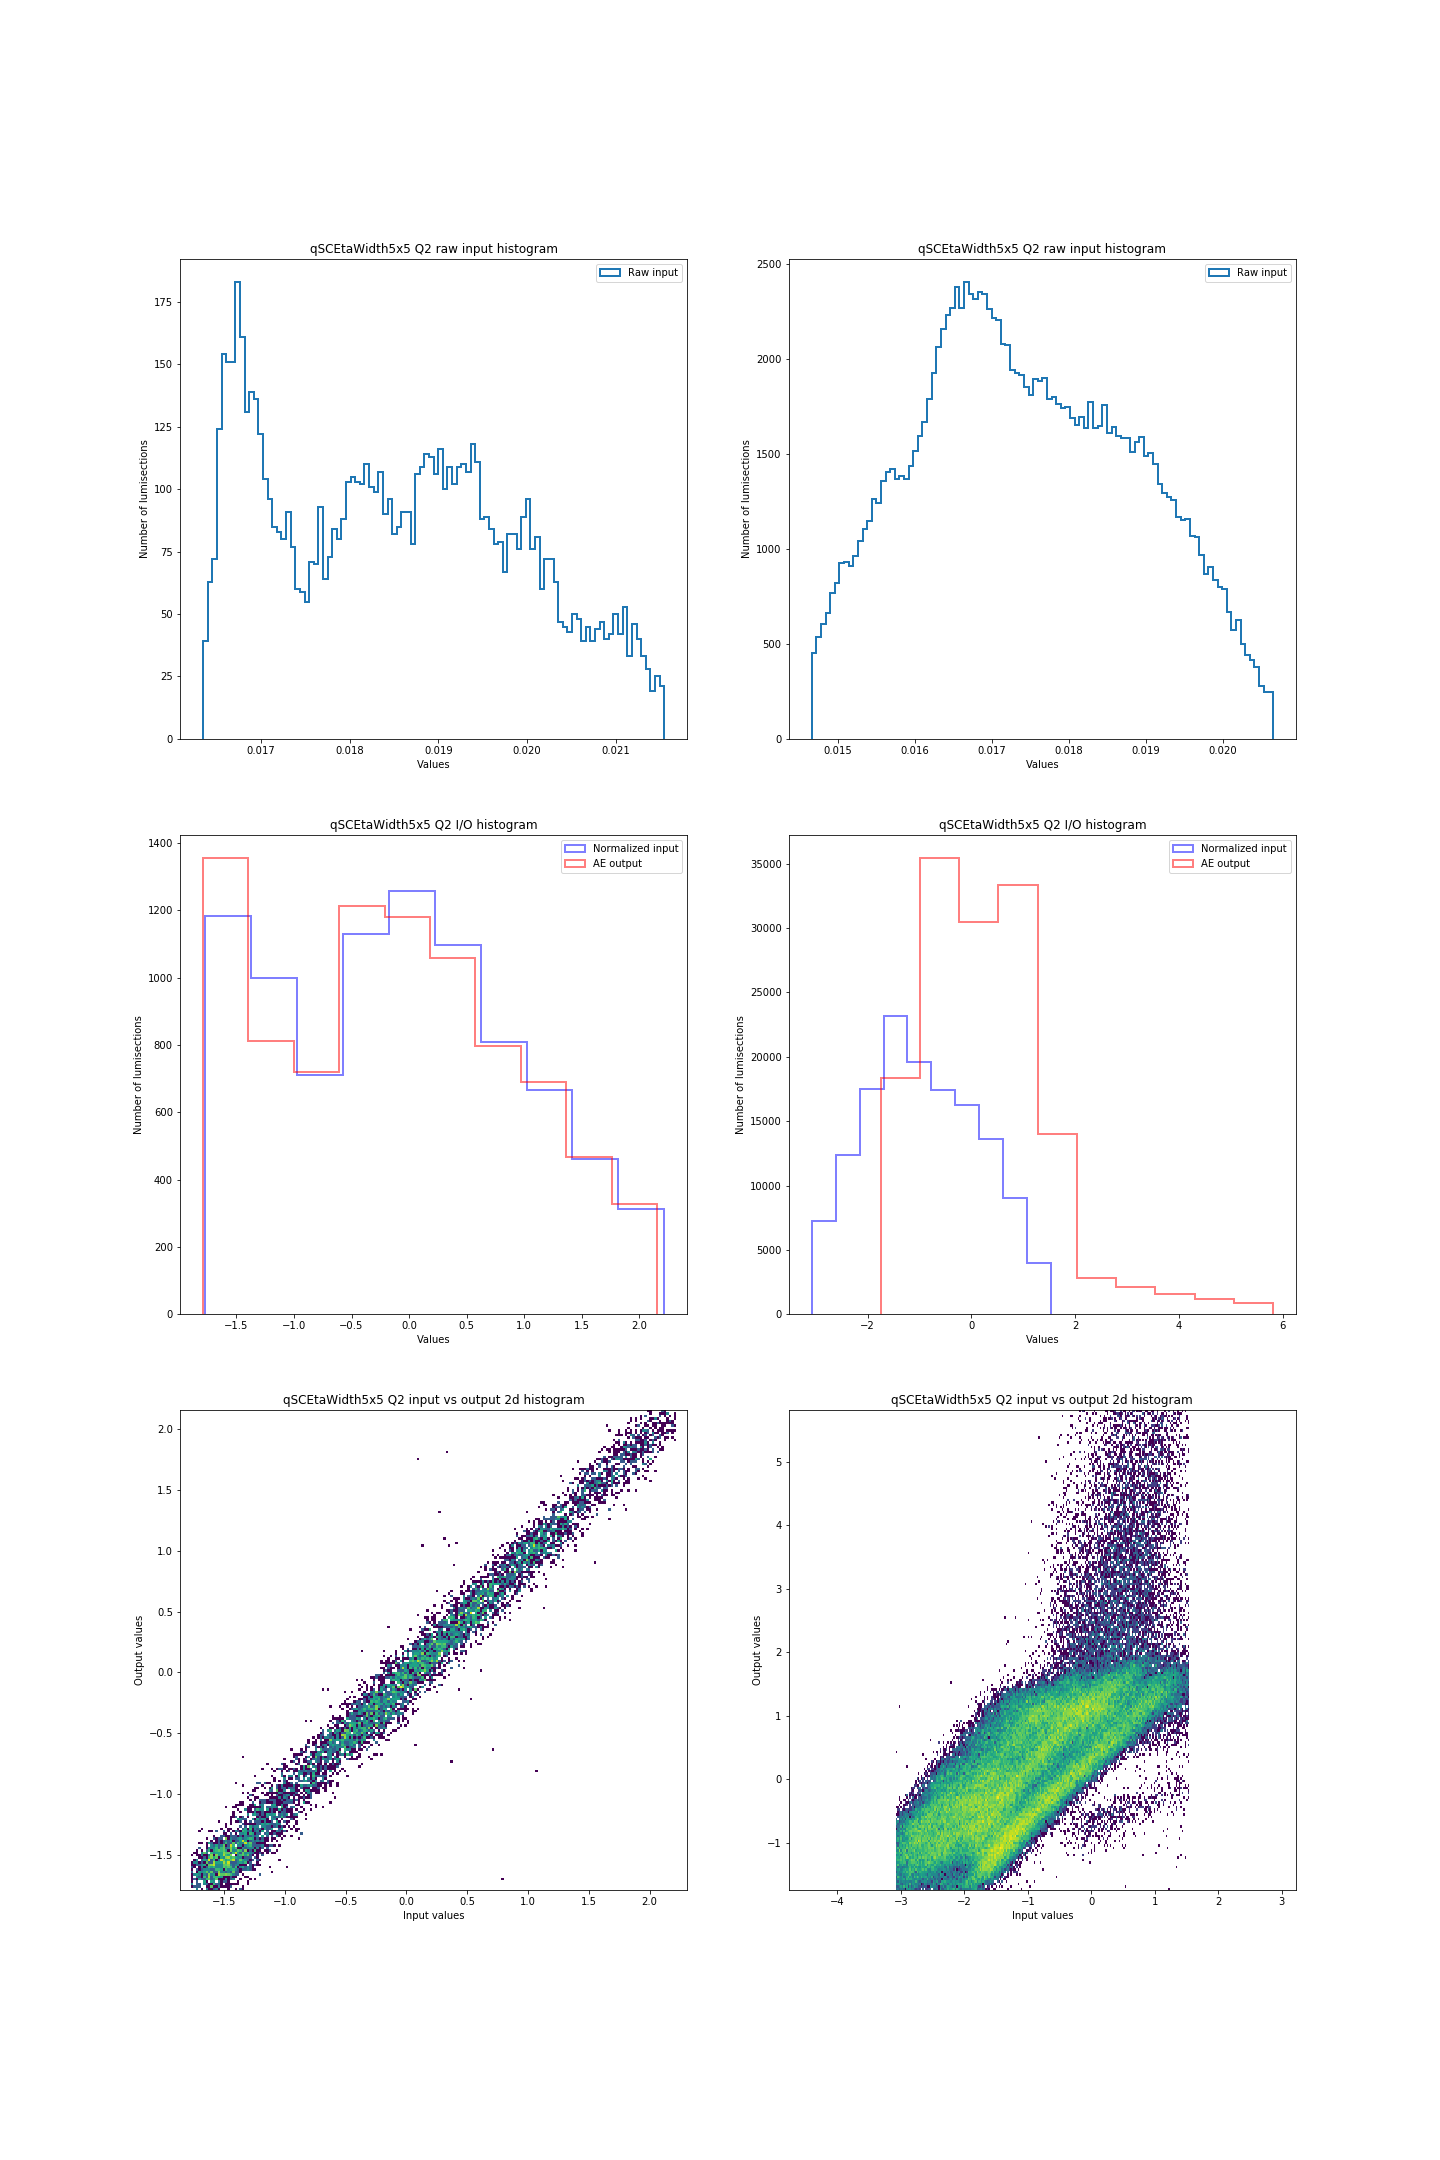 qSCEtaWidth5x5 Q2 raw input histogram
Raw input
175
150
125
100
75
50
25
0
0.017 0.018 0.019 0.020 0.021
Number of lumisections
Values
qSCEtaWidth5x5 Q2 raw input histogram
Raw input
2500
2000
1500
1000
500
0
0.015 0.016 0.017 0.018 0.019 0.020
Number of lumisections
Values
qSCEtaWidth5x5 Q2 I/O histogram
Normalized input
AE output
1400
1200
1000
800
600
400
200
0
−1.5 −1.0 −0.5 0.0 0.5 1.0 1.5 2.0
Number of lumisections
Values
qSCEtaWidth5x5 Q2 I/O histogram
Normalized input
AE output
35000
30000
25000
20000
15000
10000
5000
0
−2 0 2 4 6
Number of lumisections
Values
qSCEtaWidth5x5 Q2 input vs output 2d histogram
2.0
1.5
1.0
0.5
0.0
−0.5
−1.0
−1.5
−1.5 −1.0 −0.5 0.0 0.5 1.0 1.5 2.0
Output values
Input values
qSCEtaWidth5x5 Q2 input vs output 2d histogram
5
4
3
2
1
0
−1
−4 −3 −2 −1 0 1 2 3
Output values
Input values